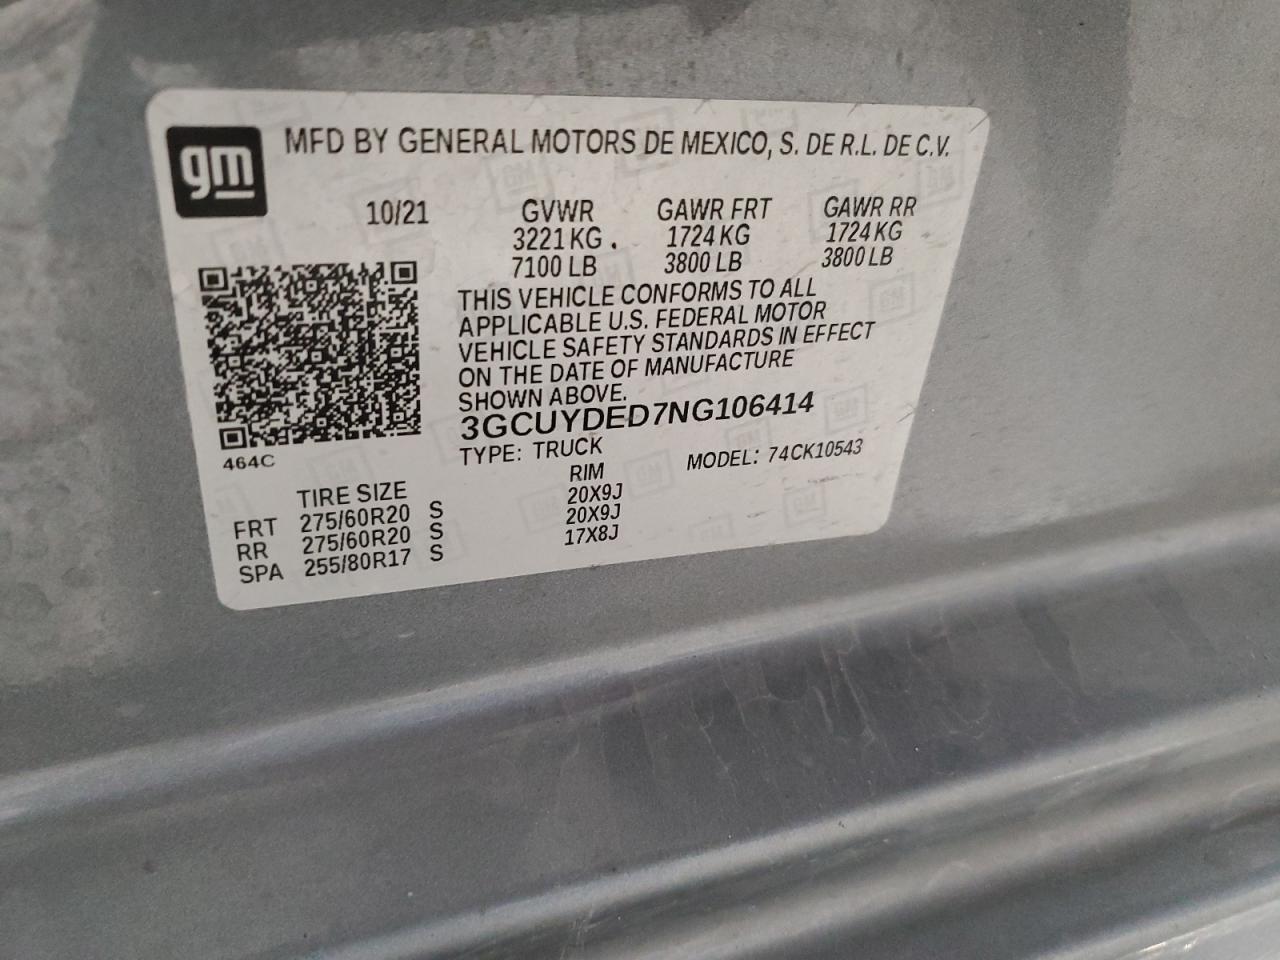 gm
MFD BY GENERAL MOTORS DE MEXICO, S. DE R.L. DE C.V.
10/21 GVWR GAWR FRT GAWR RR
3221 KG 1724 KG 1724 KG
7100 LB 3800 LB 3800 LB
THIS VEHICLE CONFORMS TO ALL
APPLICABLE U.S. FEDERAL MOTOR
VEHICLE SAFETY STANDARDS IN EFFECT
ON THE DATE OF MANUFACTURE
SHOWN ABOVE.
3GCUYDED7NG106414
464C
TYPE: TRUCK MODEL: 74CK10543
TIRE SIZE RIM
FRT 275/60R20 S 20X9J
RR 275/60R20 S 20X9J
SPA 255/80R17 S 17X8J